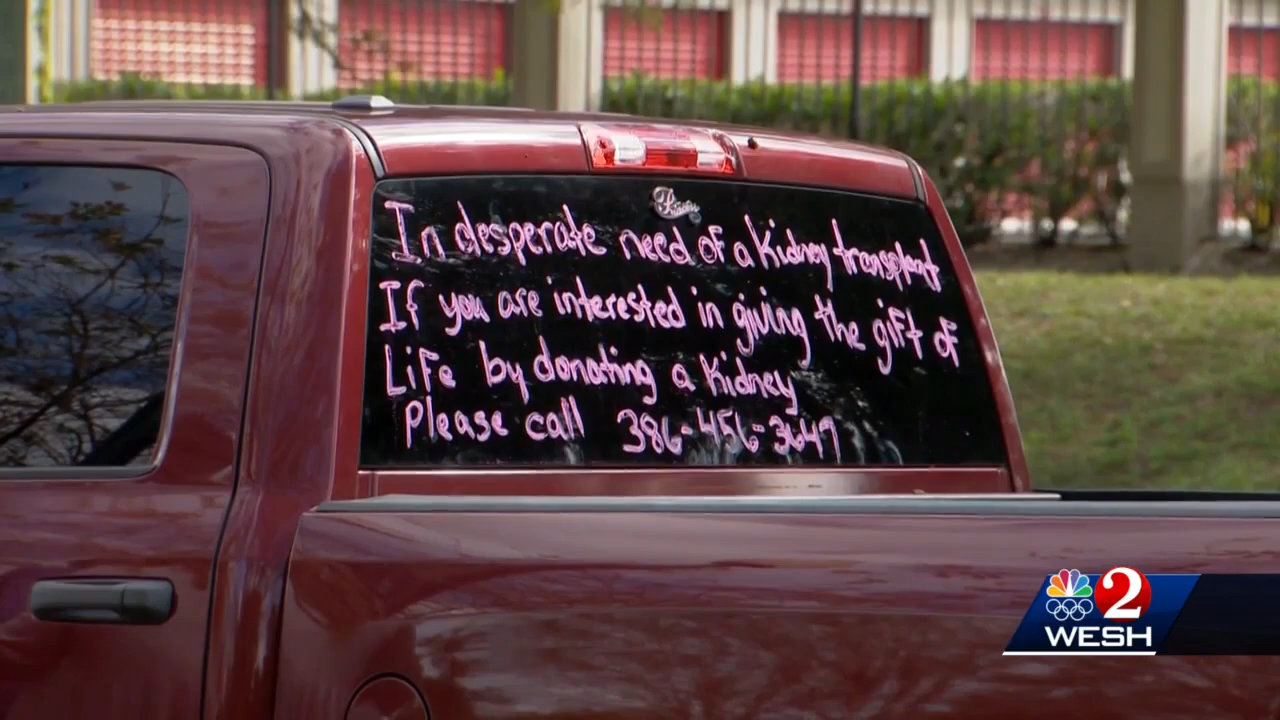 Princess
In desperate need of a Kidney transplant
If you are interested in giving the gift of
Life by donating a Kidney
Please call 386-456-3647
2
WESH